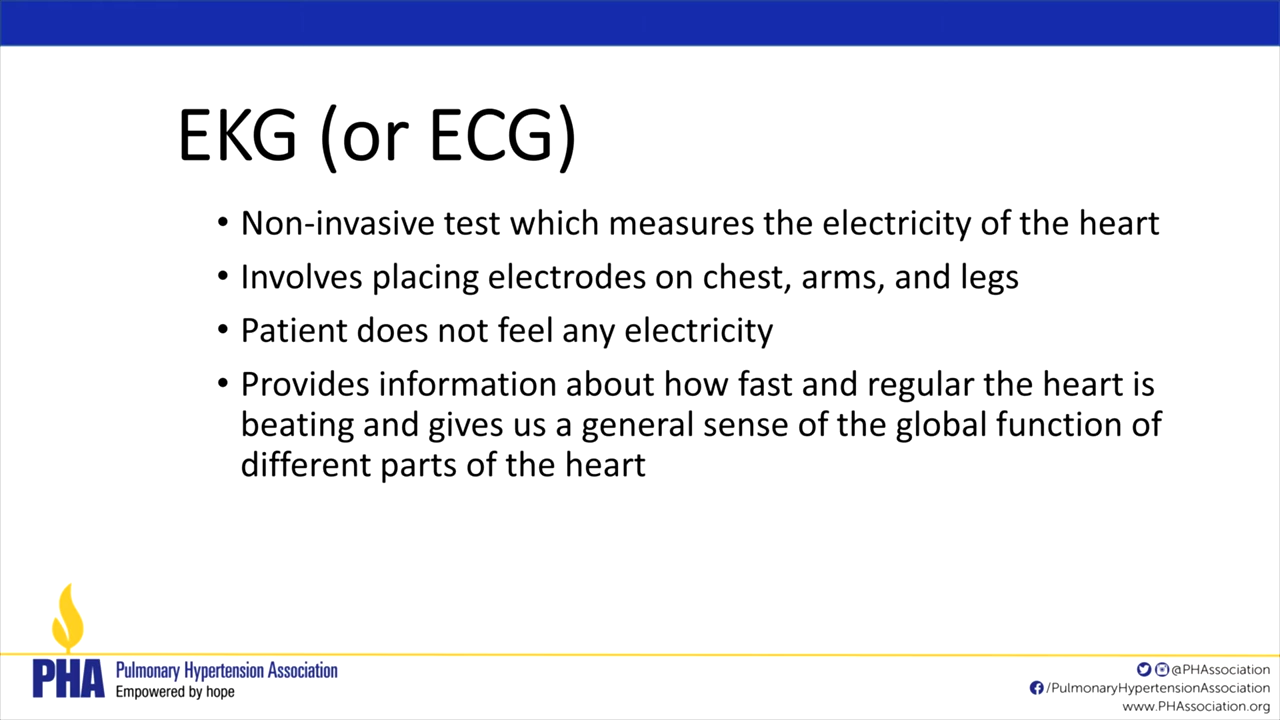 EKG (or ECG)
• Non-invasive test which measures the electricity of the heart
• Involves placing electrodes on chest, arms, and legs
• Patient does not feel any electricity
• Provides information about how fast and regular the heart is
beating and gives us a general sense of the global function of
different parts of the heart
PHA
Pulmonary Hypertension Association
Empowered by hope
@PHAssociation
/PulmonaryHypertensionAssociation
www.PHAssociation.org